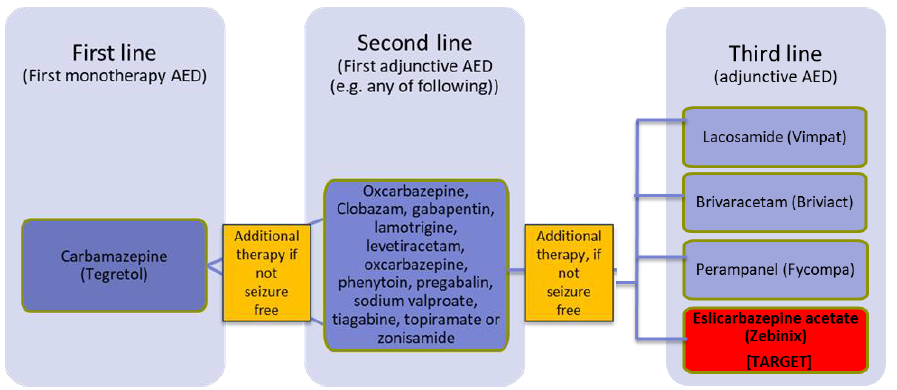 First line
(First monotherapy AED)
Carbamazepine
(Tegretol)
Additional
therapy if
not
seizure
free
Second line
(First adjunctive AED
(e.g. any of following))
Oxcarbazepine,
Clobazam, gabapentin,
lamotrigine,
levetiracetam,
oxcarbazepine,
phenytoin, pregabalin,
sodium valproate,
tiagabine, topiramate or
zonisamide
Additional
therapy, if
not
seizure
free
Third line
(adjunctive AED)
Lacosamide (Vimpat)
Brivaracetam (Briviact)
Perampanel (Fycompa)
Eslicarbazepine acetate
(Zebinix)
[TARGET]